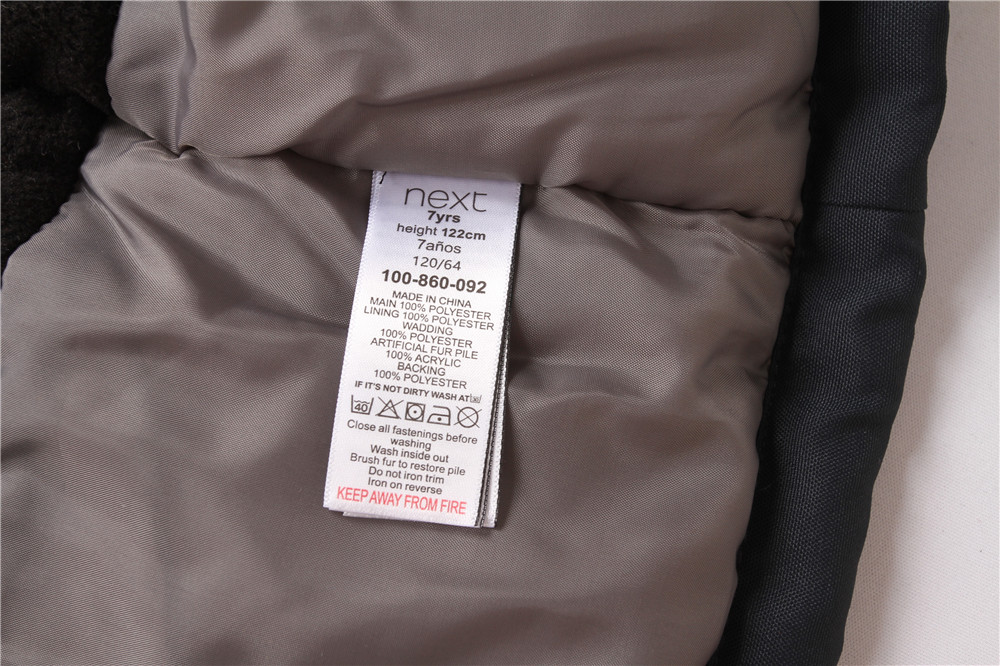 next
7yrs
height 122cm
7años
120/64
100-860-092
MADE IN CHINA
MAIN 100% POLYESTER
LINING 100% POLYESTER
WADDING
100% POLYESTER
ARTIFICIAL FUR PILE
100% ACRYLIC
BACKING
100% POLYESTER
IF IT'S NOT DIRTY WASH AT 30
40
Close all fastenings before
washing
Wash inside out
Brush fur to restore pile
Do not iron trim
Iron on reverse
KEEP AWAY FROM FIRE